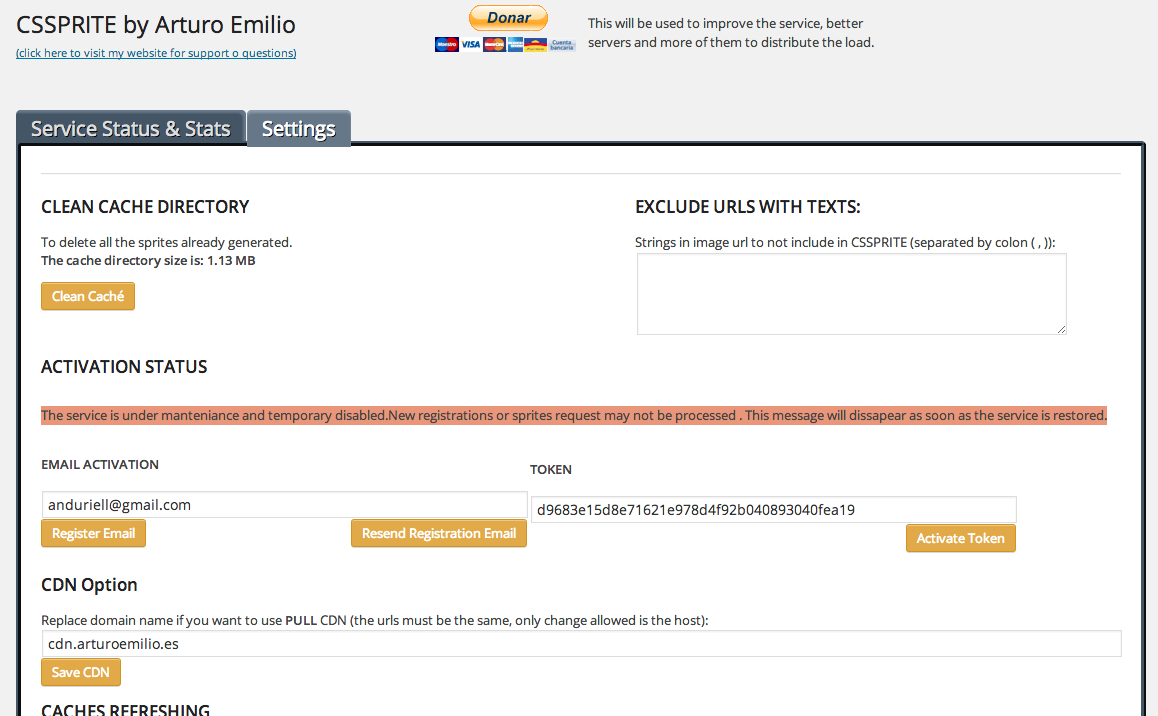 CSSPRITE by Arturo Emilio
(click here to visit my website for support o questions)
Donar
Maestro VISA MasterCard Cuenta bancaria
This will be used to improve the service, better
servers and more of them to distribute the load.
Service Status & Stats
Settings
CLEAN CACHE DIRECTORY
To delete all the sprites already generated.
The cache directory size is: 1.13 MB
Clean Caché
EXCLUDE URLS WITH TEXTS:
Strings in image url to not include in CSSPRITE (separated by colon ( , )):
ACTIVATION STATUS
The service is under manteniance and temporary disabled.New registrations or sprites request may not be processed . This message will dissapear as soon as the service is restored.
EMAIL ACTIVATION
anduriell@gmail.com
Register Email
Resend Registration Email
TOKEN
d9683e15d8e71621e978d4f92b040893040fea19
Activate Token
CDN Option
Replace domain name if you want to use PULL CDN (the urls must be the same, only change allowed is the host):
cdn.arturoemilio.es
Save CDN
CACHES REFRESHING